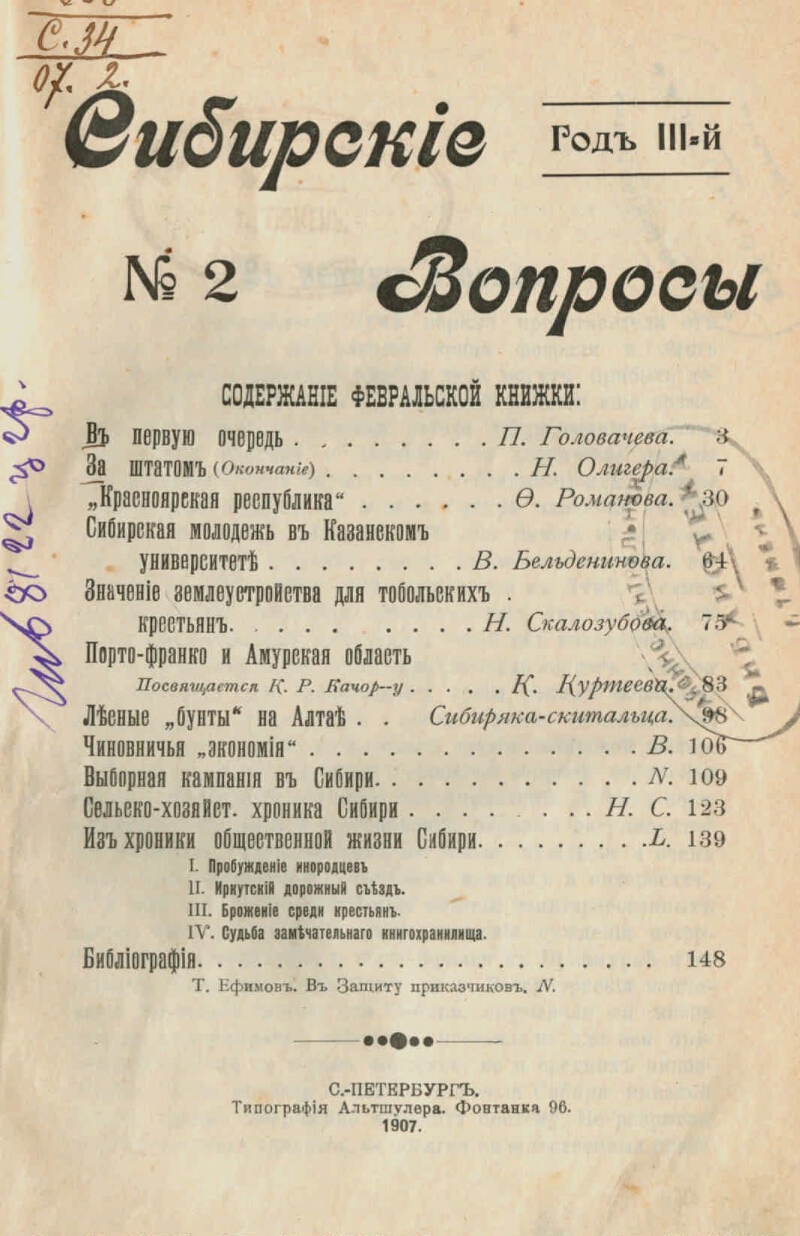 С. 34
07. 2.
Сибирскіе
Годъ III-й
№ 2 Вопросы
СОДЕРЖАНІЕ ФЕВРАЛЬСКОЙ КНИЖКИ:
Въ первую очередь . . . . . . . . П. Головачева. 3
За штатомъ (Окончаніе) . . . . . . . . . Н. Олигера. 7
„Красноярская республика“ . . . . . . . Ѳ. Романова. 30
Сибирская молодежь въ Казанскомъ
университетѣ . . . . . . . . . В. Бельденинова. 64
Значеніе землеустройства для тобольскихъ .
крестьянъ. . . . . . . . . . Н. Скалозубова. 75
Порто-франко и Амурская область
Посвящается К. Р. Качор--у . . . . . К. Куртеева. 83
Лѣсные „бунты“ на Алтаѣ . . Сибиряка-скитальца. 98
Чиновничья „экономія“ . . . . . . . . . . . . . . В. 106
Выборная кампанія въ Сибири. . . . . . . . . . . . N. 109
Сельско-хозяйст. хроника Сибири . . . . . . . . Н. С. 123
Изъ хроники общественной жизни Сибири. . . . . . . . . L. 139
I. Пробужденіе инородцевъ
II. Иркутскій дорожный съѣздъ.
III. Броженіе среди крестьянъ.
IV. Судьба замѣчательнаго книгохранилища.
Библіографія. . . . . . . . . . . . . . . . . . . . 148
Т. Ефимовъ. Въ Защиту приказчиковъ. N.
С.-ПЕТЕРБУРГЪ.
Типографія Альтшулера. Фонтанка 96.
1907.